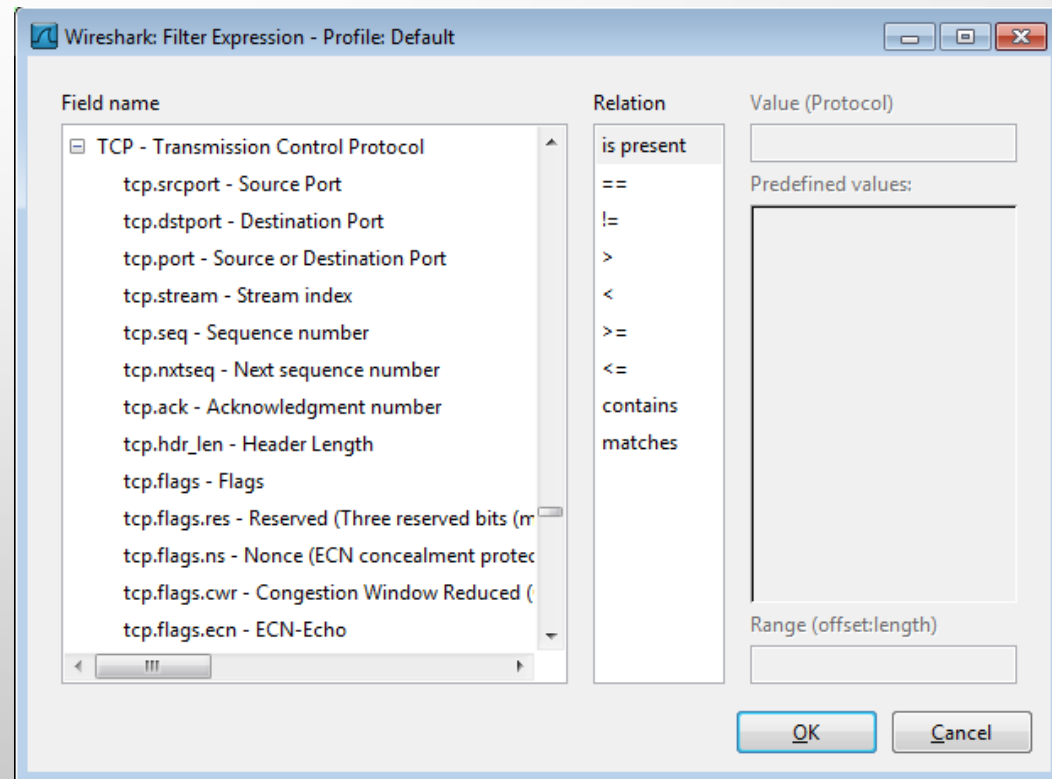 Wireshark: Filter Expression - Profile: Default
Field name
TCP - Transmission Control Protocol
tcp.srcport - Source Port
tcp.dstport - Destination Port
tcp.port - Source or Destination Port
tcp.stream - Stream index
tcp.seq - Sequence number
tcp.nxtseq - Next sequence number
tcp.ack - Acknowledgment number
tcp.hdr_len - Header Length
tcp.flags - Flags
tcp.flags.res - Reserved (Three reserved bits (m
tcp.flags.ns - Nonce (ECN concealment protec
tcp.flags.cwr - Congestion Window Reduced (
tcp.flags.ecn - ECN-Echo
Relation
is present
==
!=
>
<
>=
<=
contains
matches
Value (Protocol)
Predefined values:
Range (offset:length)
OK
Cancel